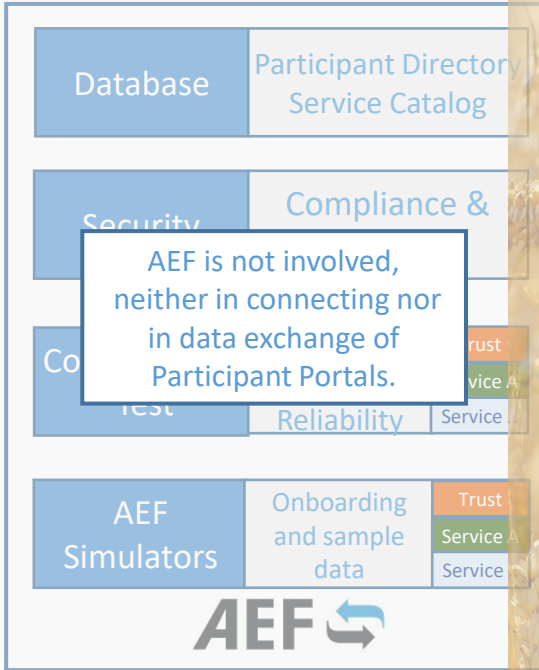 Database
Participant Directory
Service Catalog
Security
Compliance &
AEF is not involved,
neither in connecting nor
in data exchange of
Participant Portals.
Test
Reliability
Service
AEF
Simulators
Onboarding
and sample
data
Trust
Service A
Service
AEF